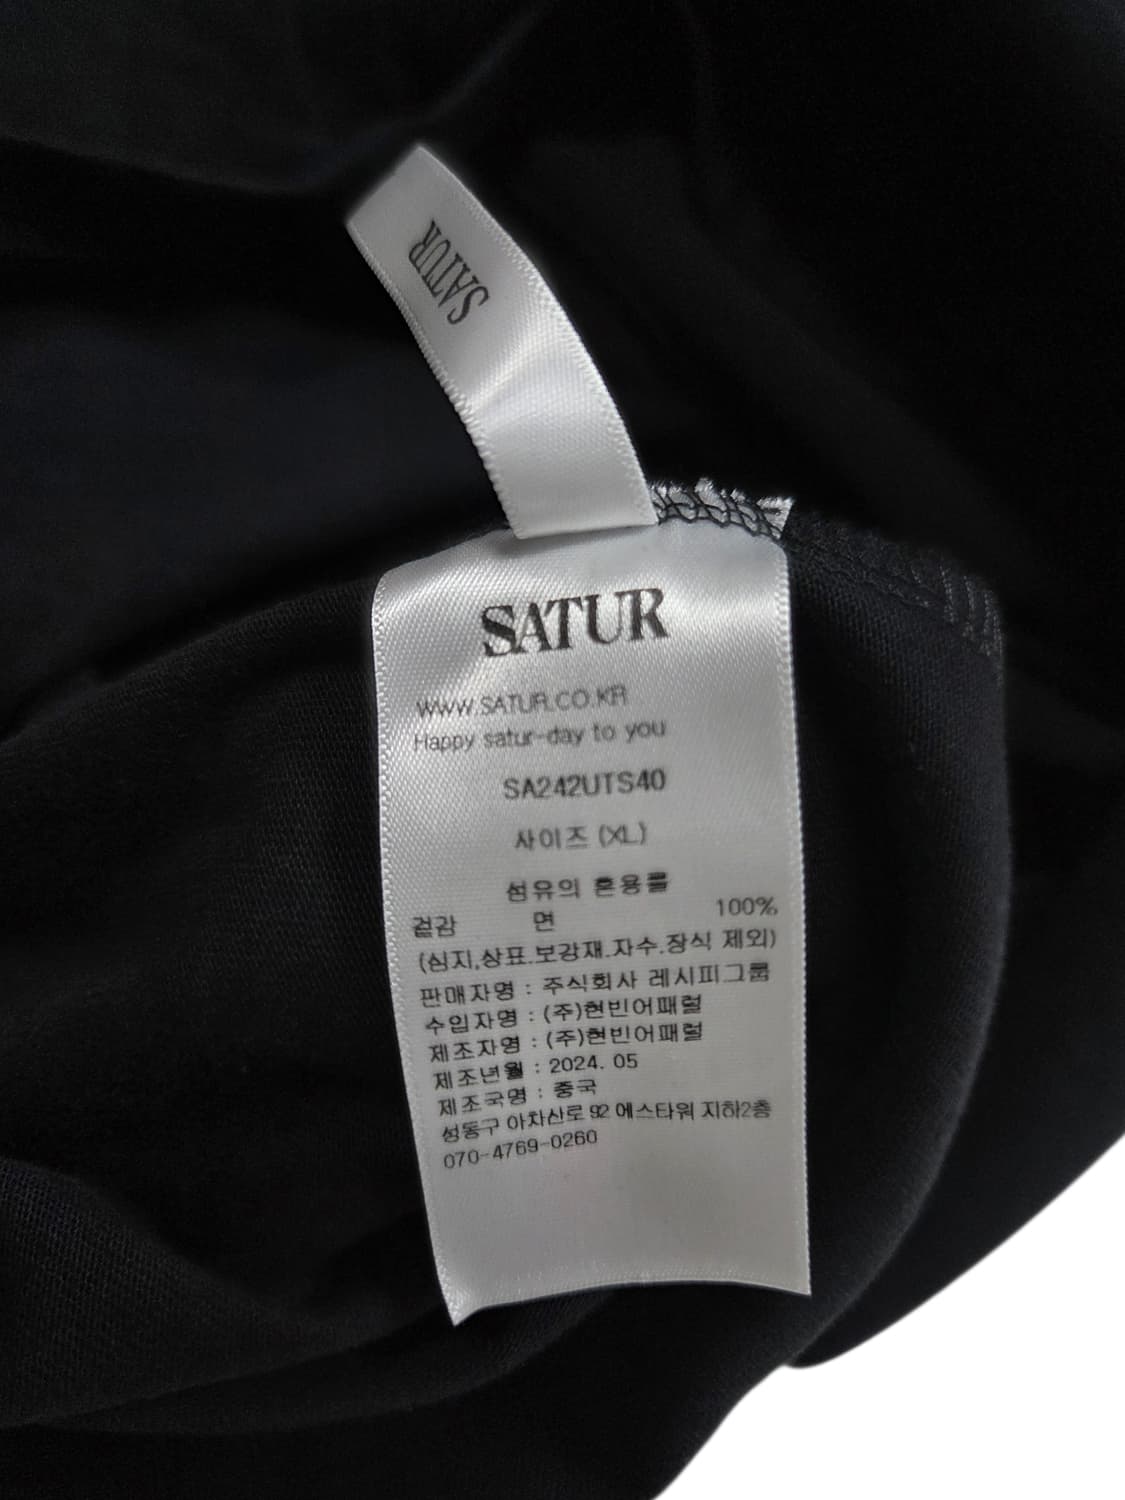 SATUR
SATUR
WWW.SATUR.CO.KR
Happy satur-day to you
SA242UTS40
사이즈 (XL)
섬유의 혼용률
겉감 면 100%
(심지,상표.보강재.자수.장식 제외)
판매자명 : 주식회사 레시피그룹
수입자명 : (주)현빈어패럴
제조자명 : (주)현빈어패럴
제조년월 : 2024. 05
제조국명 : 중국
성동구 아차산로 92 에스타워 지하2층
070-4769-0260